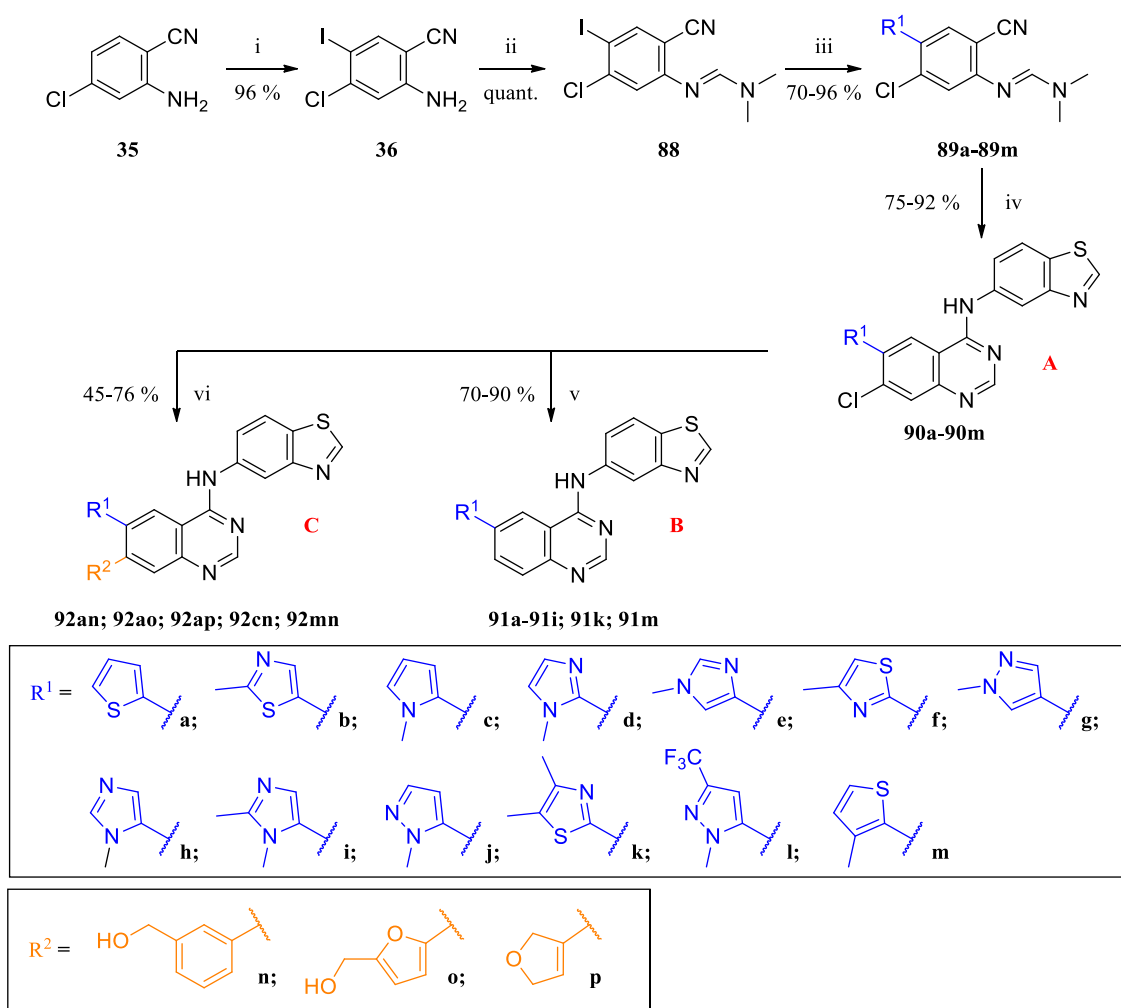 i
ii
iii
CN
Cl
NH2
96 %
I
CN
Cl
NH2
quant.
I
CN
Cl
N
N
70-96 %
R1
CN
Cl
N
N
35
36
88
89a-89m
75-92 %
iv
S
N
HN
R1
N
A
Cl
N
90a-90m
45-76 %
vi
70-90 %
v
S
N
HN
R1
C
N
R2
N
S
N
HN
R1
B
N
N
92an; 92ao; 92ap; 92cn; 92mn
91a-91i; 91k; 91m
R1 =
S
a;
N
S
b;
N
c;
N
N
d;
N
N
e;
S
N
f;
N
N
g;
N
N
h;
N
N
i;
N
N
j;
N
S
k;
F3C
N
N
l;
S
m
R2 =
HO
n;
O
HO
o;
O
p